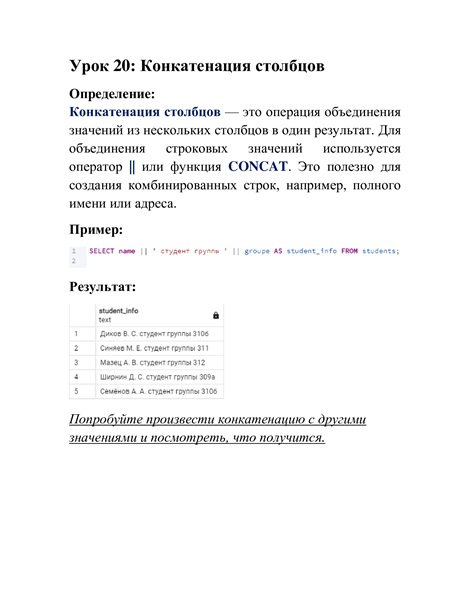 Урок 20: Конкатенация столбцов
Определение:
Конкатенация столбцов — это операция объединения
значений из нескольких столбцов в один результат. Для
объединения строковых значений используется
оператор || или функция CONCAT. Это полезно для
создания комбинированных строк, например, полного
имени или адреса.
Пример:
1 SELECT name || ' студент группы ' || groupe AS student_info FROM students;
2
Результат:
student_info
text
1 Диков В. С. студент группы 310б
2 Синяев М. Е. студент группы 311
3 Мазец А. В. студент группы 312
4 Ширнин Д. С. студент группы 309а
5 Семёнов А. А. студент группы 310б
Попробуйте произвести конкатенацию с другими
значениями и посмотреть, что получится.